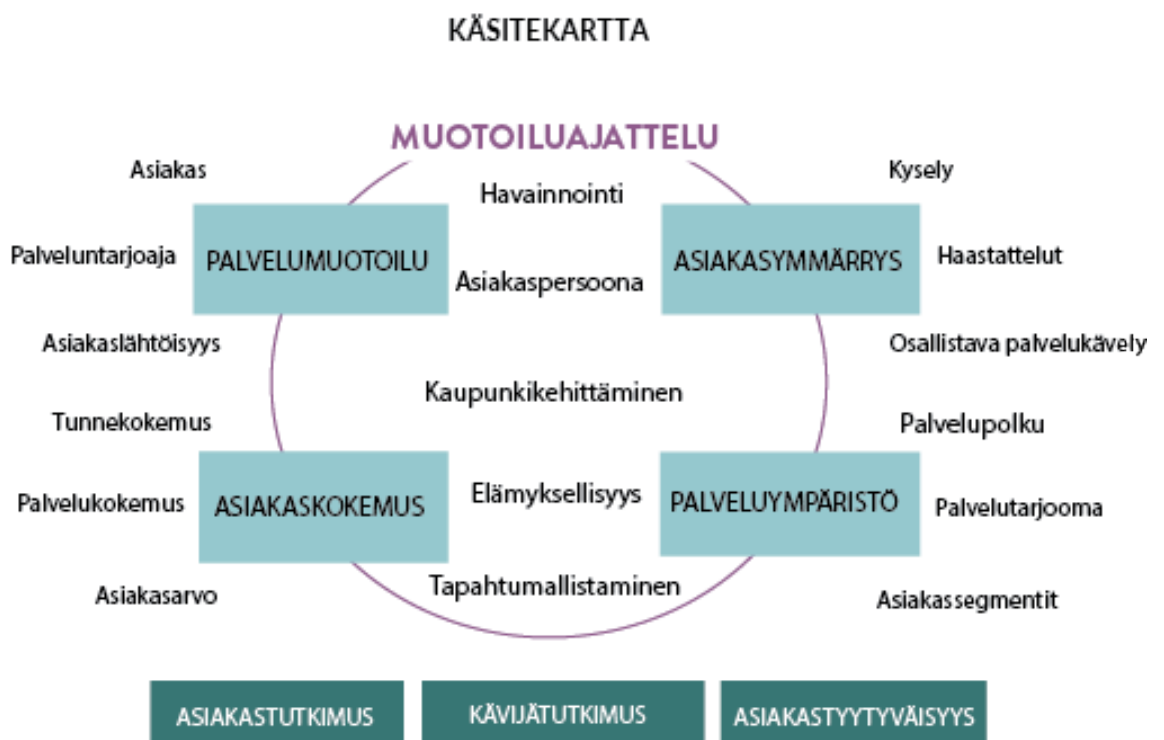 KÄSITEKARTTA
MUOTOILUAJATTELU
Asiakas
Havainnointi
Kysely
Palveluntarjoaja
PALVELUMUOTOILU
Asiakaspersoona
ASIAKASYMMÄRRYS
Haastattelut
Asiakaslähtöisyys
Osallistava palvelukävely
Kaupunkikehittäminen
Tunnekokemus
Palvelupolku
Palvelukokemus
ASIAKASKOKEMUS
Elämyksellisyys
PALVELUYMPÄRISTÖ
Palvelutarjooma
Asiakasarvo
Tapahtumallistaminen
Asiakassegmentit
ASIAKASTUTKIMUS
KÄVIJÄTUTKIMUS
ASIAKASTYYTYVÄISYYS